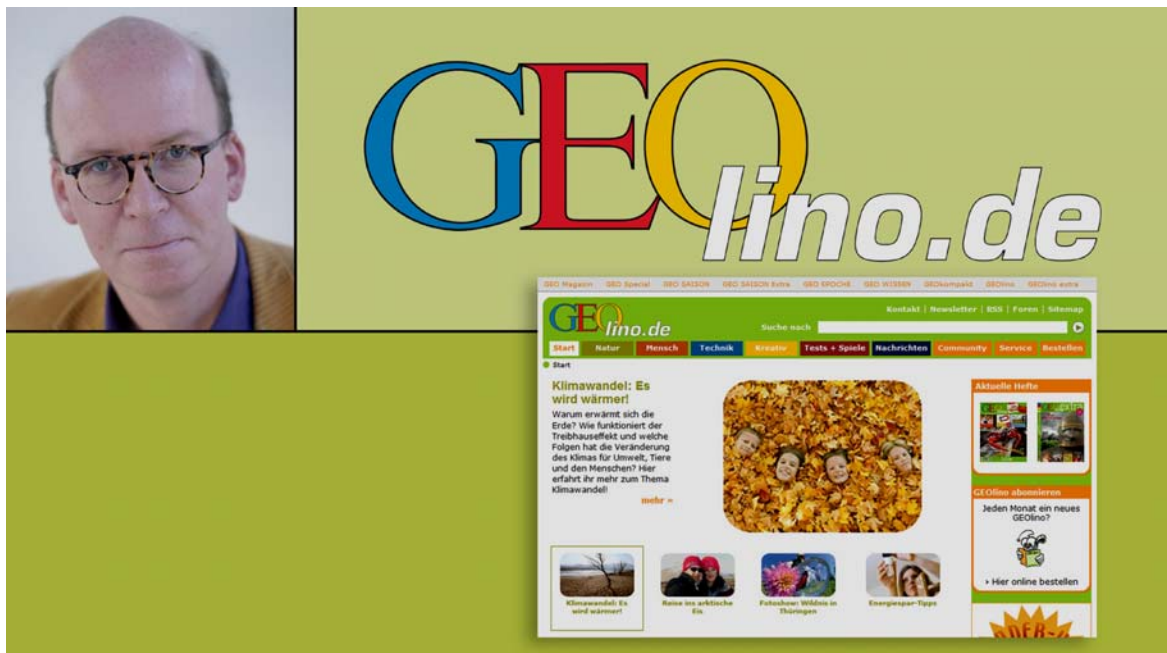 GEO
lino.de
GEO Magazin GEO Special GEO SAISON GEO SAISON Extra GEO EPOCHE GEO WISSEN GEOkompakt GEOlino GEOlino extra
GEO
lino.de
Kontakt | Newsletter | RSS | Foren | Sitemap
Suche nach
Start Natur Mensch Technik Kreativ Tests + Spiele Nachrichten Community Service Bestellen
Start
Klimawandel: Es
wird wärmer!
Warum erwärmt sich die
Erde? Wie funktioniert der
Treibhauseffekt und welche
Folgen hat die Veränderung
des Klimas für Umwelt, Tiere
und den Menschen? Hier
erfahrt ihr mehr zum Thema
Klimawandel!
mehr »
Aktuelle Hefte
GEOlino abonnieren
Jeden Monat ein neues
GEOlino?
› Hier online bestellen
Klimawandel: Es
wird wärmer!
Reise ins arktische
Eis
Fotoshow: Wildnis in
Thüringen
Energiespar-Tipps